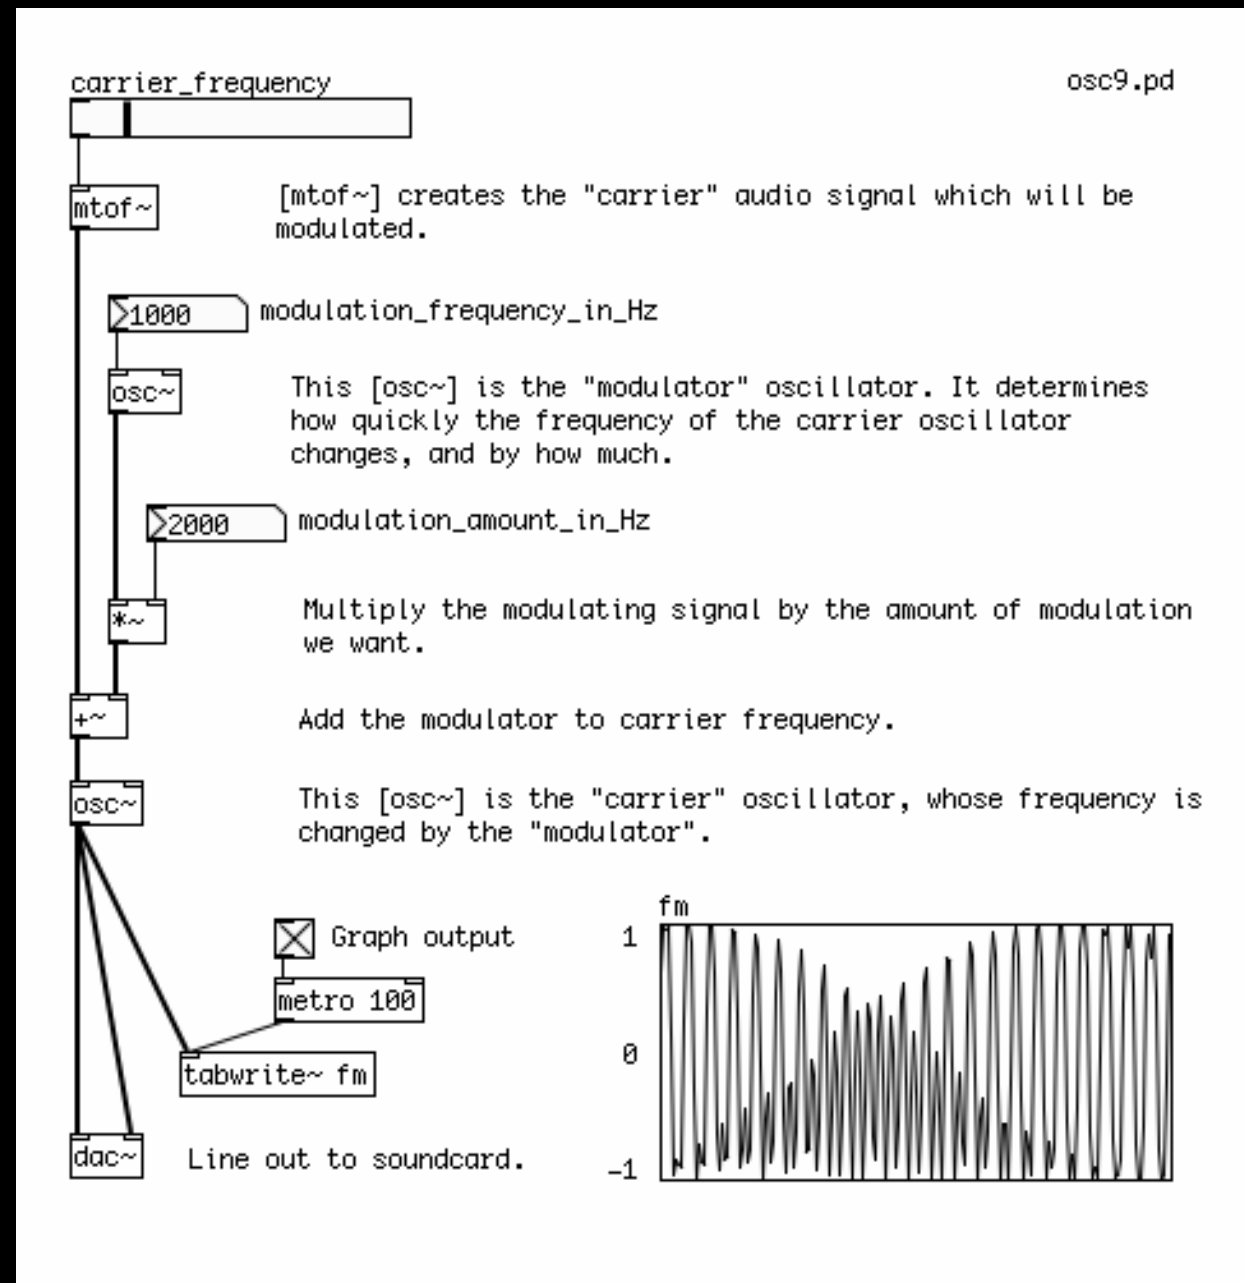 carrier_frequency
osc9.pd
mtof~
[mtof~] creates the "carrier" audio signal which will be
modulated.
1000
modulation_frequency_in_Hz
osc~
This [osc~] is the "modulator" oscillator. It determines
how quickly the frequency of the carrier oscillator
changes, and by how much.
2000
modulation_amount_in_Hz
*~
Multiply the modulating signal by the amount of modulation
we want.
+~
Add the modulator to carrier frequency.
osc~
This [osc~] is the "carrier" oscillator, whose frequency is
changed by the "modulator".
fm
1
0
-1
Graph output
metro 100
tabwrite~ fm
dac~
Line out to soundcard.